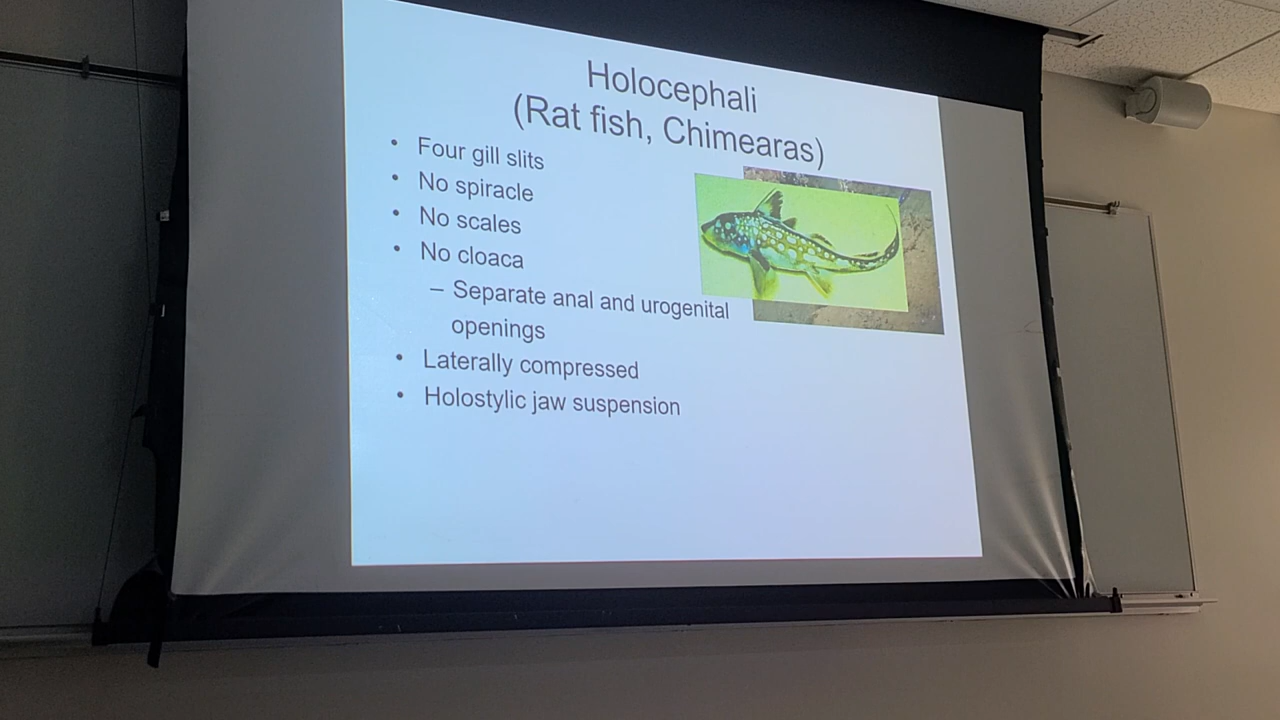 Holocephali
(Rat fish, Chimearas)
• Four gill slits
• No spiracle
• No scales
• No cloaca
– Separate anal and urogenital
openings
• Laterally compressed
• Holostylic jaw suspension